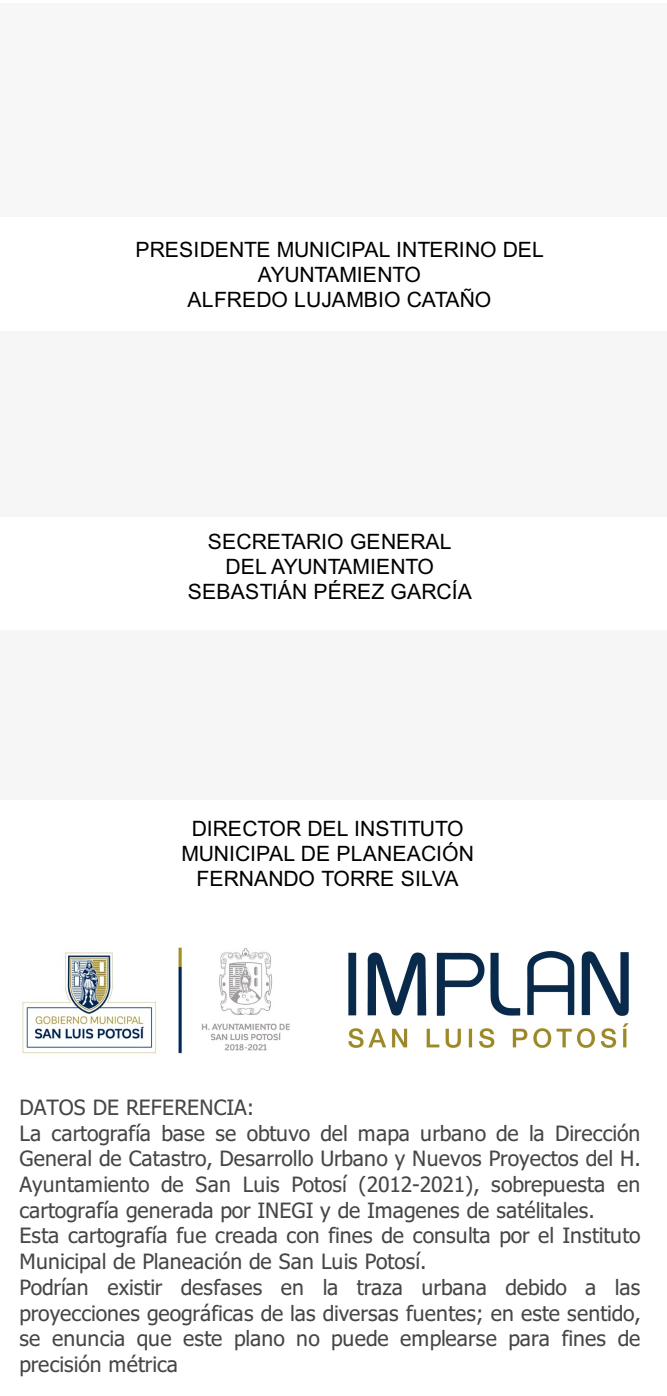 PRESIDENTE MUNICIPAL INTERINO DEL
AYUNTAMIENTO
ALFREDO LUJAMBIO CATAÑO
SECRETARIO GENERAL
DEL AYUNTAMIENTO
SEBASTIÁN PÉREZ GARCÍA
DIRECTOR DEL INSTITUTO
MUNICIPAL DE PLANEACIÓN
FERNANDO TORRE SILVA
GOBIERNO MUNICIPAL
SAN LUIS POTOSÍ
H. AYUNTAMIENTO DE
SAN LUIS POTOSÍ
2018-2021
IMPLAN
SAN LUIS POTOSÍ
DATOS DE REFERENCIA:
La cartografía base se obtuvo del mapa urbano de la Dirección
General de Catastro, Desarrollo Urbano y Nuevos Proyectos del H.
Ayuntamiento de San Luis Potosí (2012-2021), sobrepuesta en
cartografía generada por INEGI y de Imagenes de satélitales.
Esta cartografía fue creada con fines de consulta por el Instituto
Municipal de Planeación de San Luis Potosí.
Podrían existir desfases en la traza urbana debido a las
proyecciones geográficas de las diversas fuentes; en este sentido,
se enuncia que este plano no puede emplearse para fines de
precisión métrica